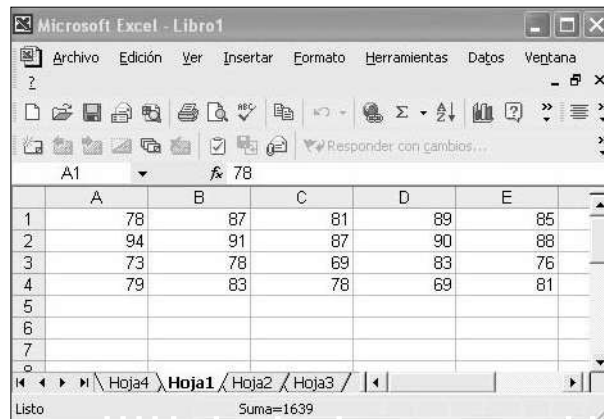 Microsoft Excel - Libro1
Archivo Edición Ver Insertar Formato Herramientas Datos Ventana
?
ABC Σ ?
Responder con cambios...
A1 fx 78
A B C D E
1 78 87 81 89 85
2 94 91 87 90 88
3 73 78 69 83 76
4 79 83 78 69 81
5
6
7
Hoja4 Hoja1 Hoja2 Hoja3
Listo Suma=1639